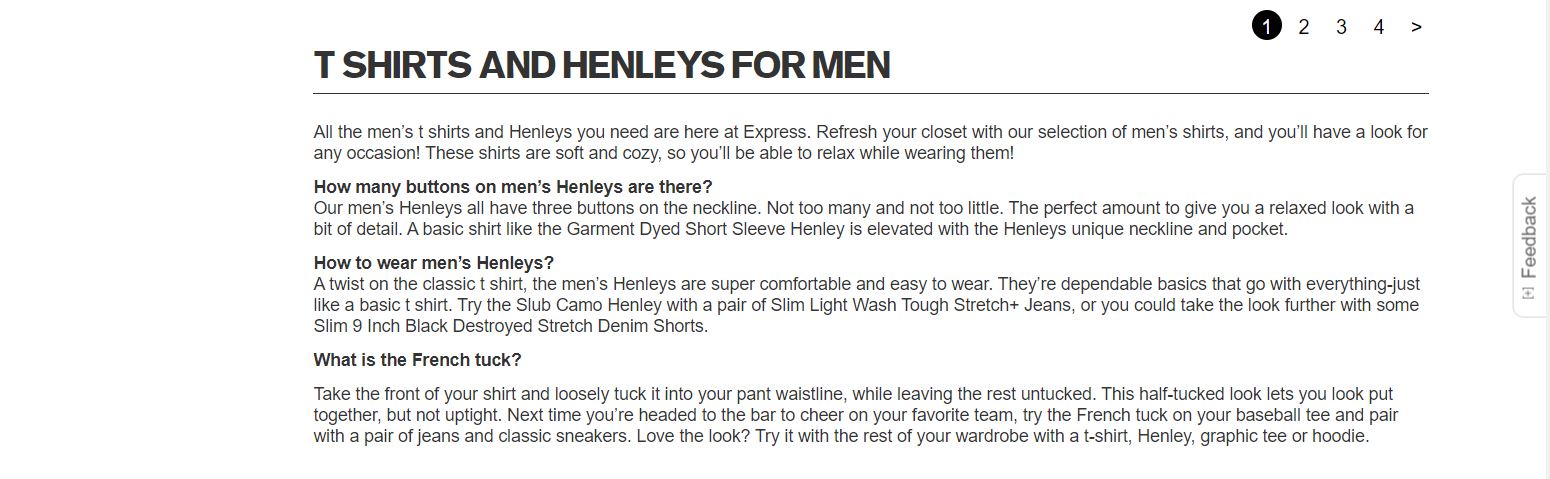 1 2 3 4 >
T SHIRTS AND HENLEYS FOR MEN
All the men’s t shirts and Henleys you need are here at Express. Refresh your closet with our selection of men’s shirts, and you’ll have a look for
any occasion! These shirts are soft and cozy, so you’ll be able to relax while wearing them!
How many buttons on men’s Henleys are there?
Our men’s Henleys all have three buttons on the neckline. Not too many and not too little. The perfect amount to give you a relaxed look with a
bit of detail. A basic shirt like the Garment Dyed Short Sleeve Henley is elevated with the Henleys unique neckline and pocket.
How to wear men’s Henleys?
A twist on the classic t shirt, the men’s Henleys are super comfortable and easy to wear. They’re dependable basics that go with everything-just
like a basic t shirt. Try the Slub Camo Henley with a pair of Slim Light Wash Tough Stretch+ Jeans, or you could take the look further with some
Slim 9 Inch Black Destroyed Stretch Denim Shorts.
What is the French tuck?
Take the front of your shirt and loosely tuck it into your pant waistline, while leaving the rest untucked. This half-tucked look lets you look put
together, but not uptight. Next time you’re headed to the bar to cheer on your favorite team, try the French tuck on your baseball tee and pair
with a pair of jeans and classic sneakers. Love the look? Try it with the rest of your wardrobe with a t-shirt, Henley, graphic tee or hoodie.
[+] Feedback